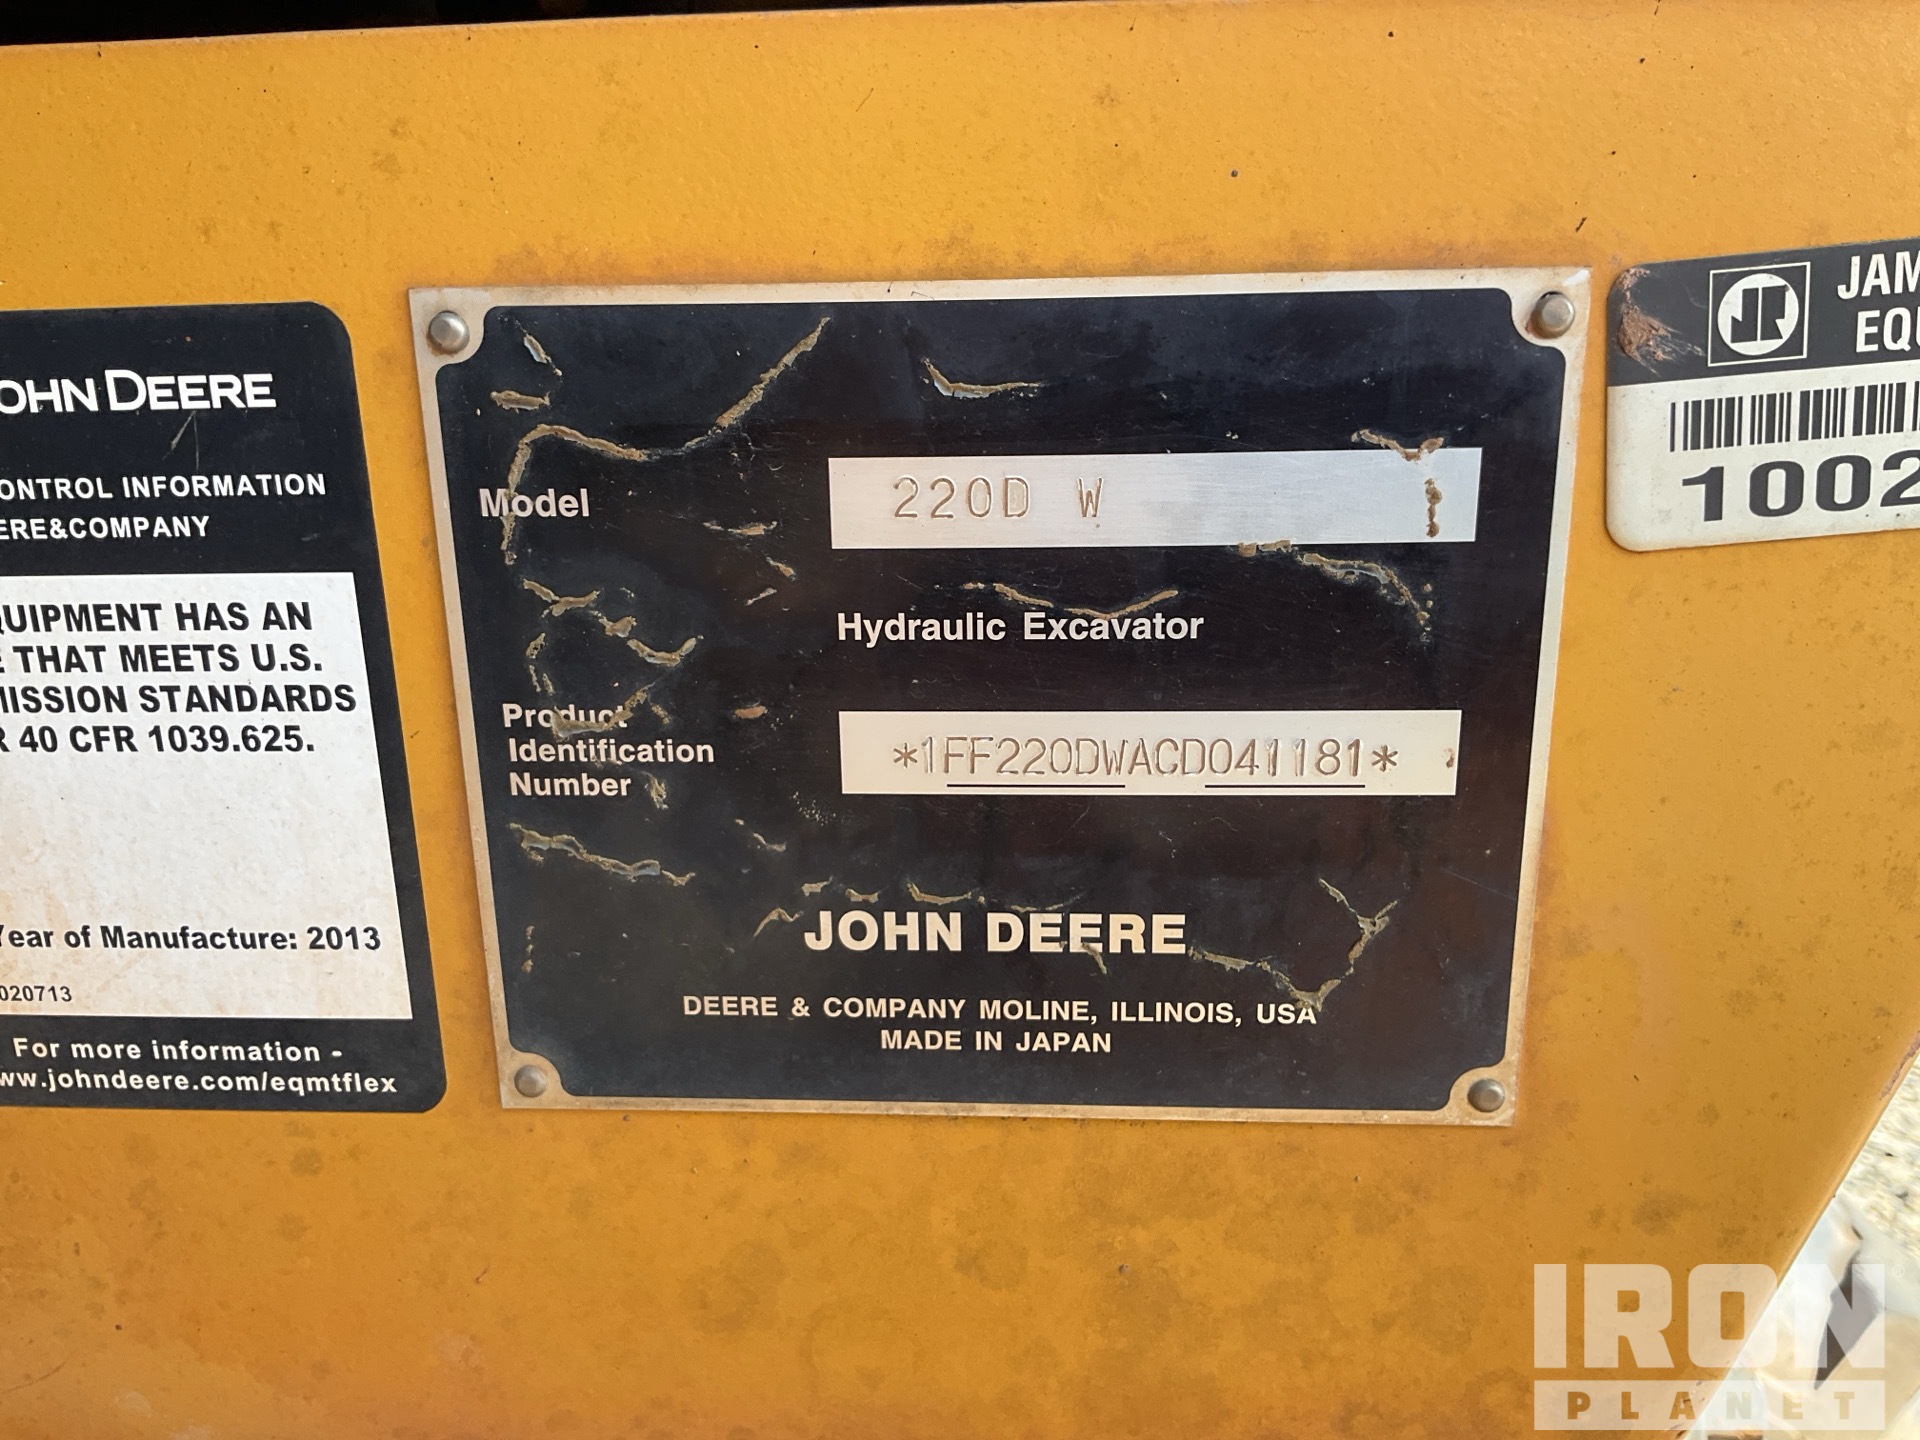 JOHN DEERE
CONTROL INFORMATION
DEERE&COMPANY
EQUIPMENT HAS AN
THAT MEETS U.S.
EMISSION STANDARDS
40 CFR 1039.625.
Year of Manufacture: 2013
020713
For more information -
www.johndeere.com/eqmtflex
Model 220D W
Hydraulic Excavator
Product
Identification
Number
*1FF220DWACD041181*
JOHN DEERE
DEERE & COMPANY MOLINE, ILLINOIS, USA
MADE IN JAPAN
JR
JAM
EQU
1002
IRON
PLANET